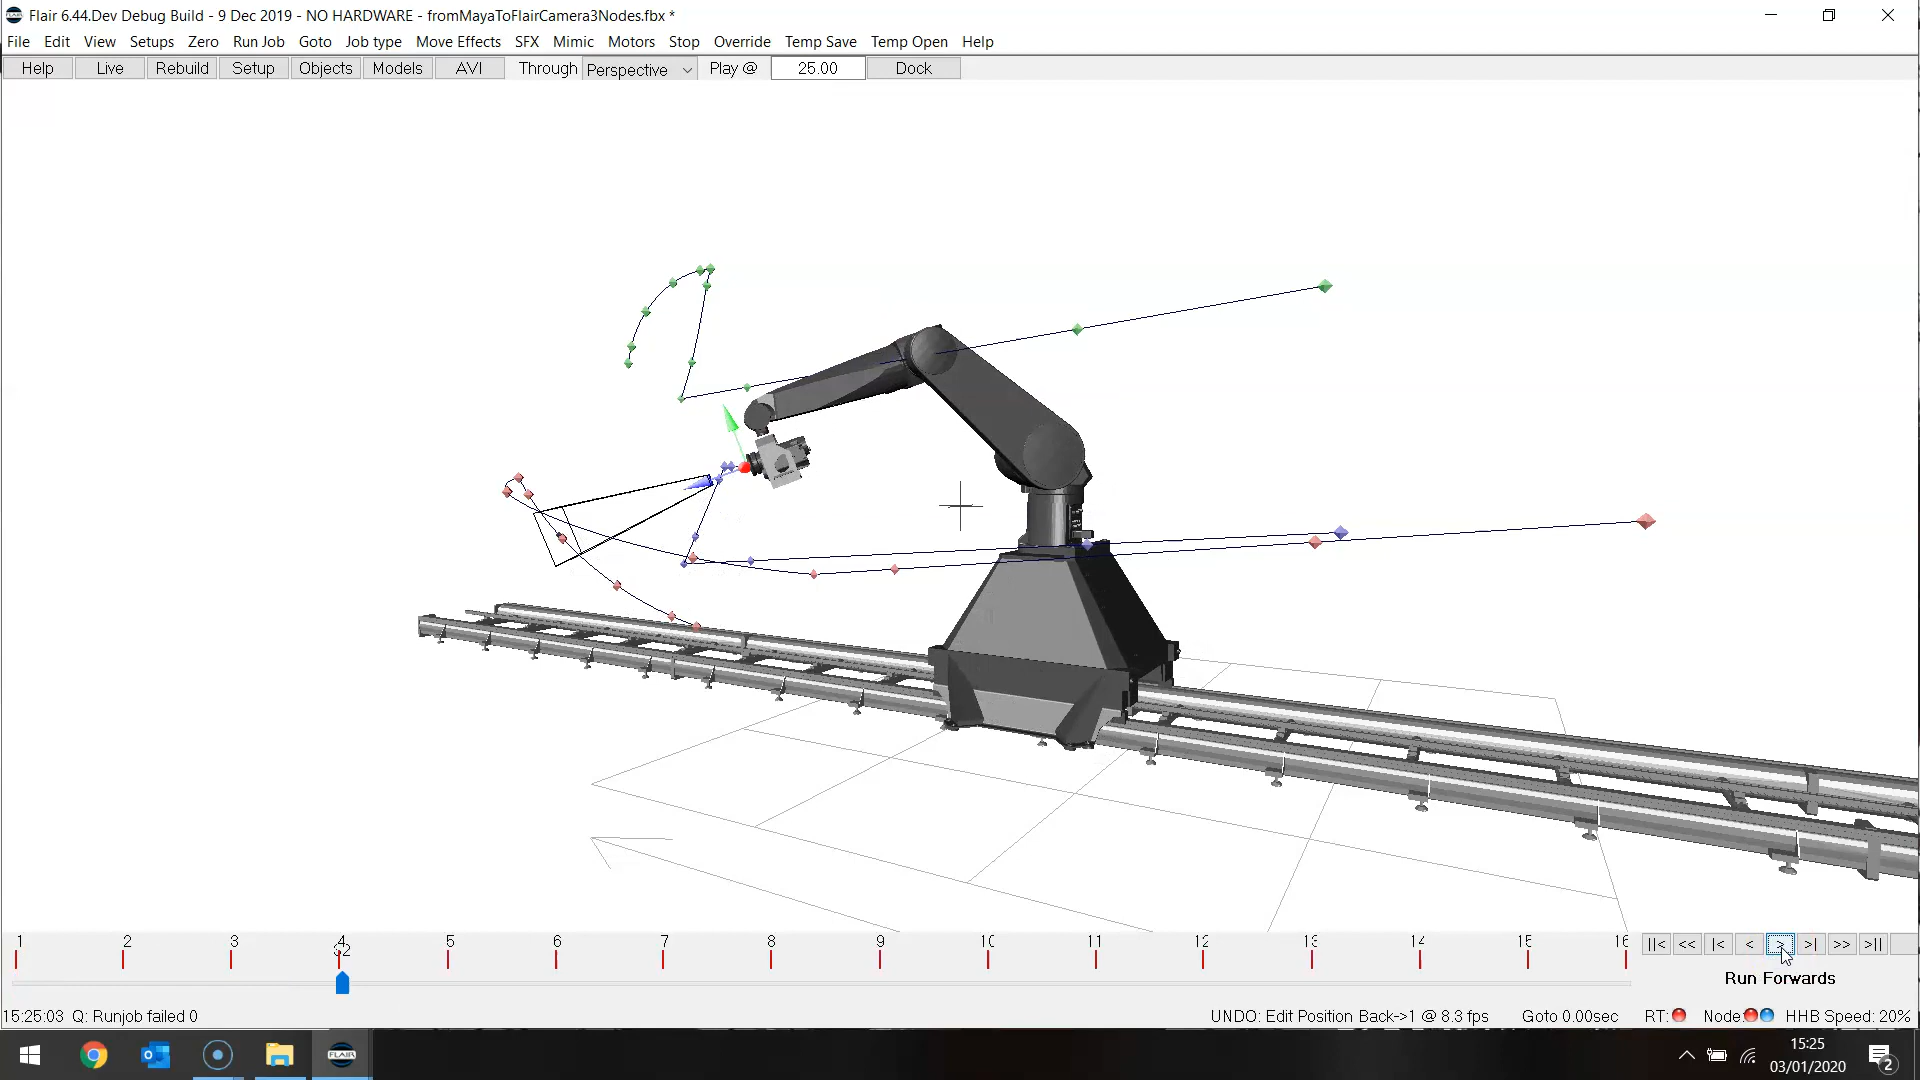 Flair 6.44.Dev Debug Build - 9 Dec 2019 - NO HARDWARE - fromMayaToFlairCamera3Nodes.fbx *
File Edit View Setups Zero Run Job Goto Job type Move Effects SFX Mimic Motors Stop Override Temp Save Temp Open Help
Help Live Rebuild Setup Objects Models AVI Through Perspective Play @ 25.00 Dock
1 2 3 4 5 6 7 8 9 10 11 12 13 14 15 16 ||< << |< < > >| >> >||
Run Forwards
15:25:03 Q: Runjob failed 0 UNDO: Edit Position Back->1 @ 8.3 fps Goto 0.00sec RT: Node: HHB Speed: 20%
FLAIR 15:25
03/01/2020 2